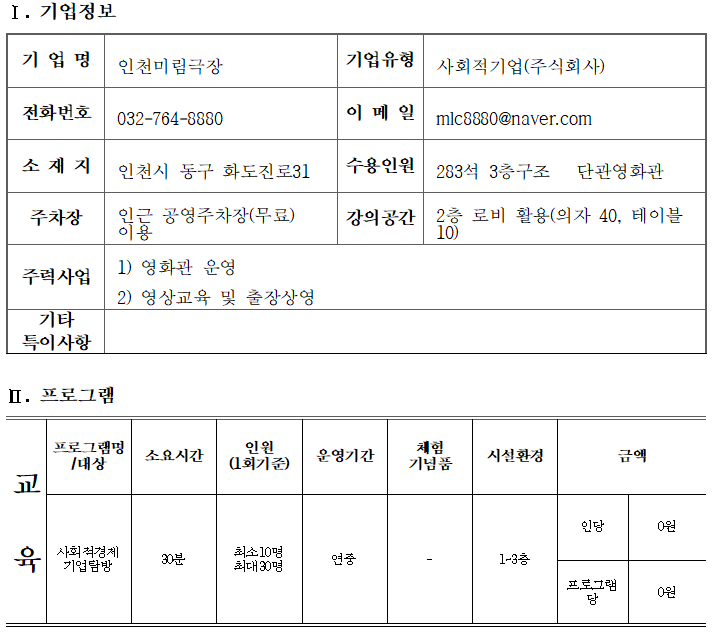 Ⅰ. 기업정보
기 업 명 인천미림극장 기업유형 사회적기업(주식회사)
전화번호 032-764-8880 이 메 일 mlc8880@naver.com
소 재 지 인천시 동구 화도진로31 수용인원 283석 3층구조 단관영화관
주차장 인근 공영주차장(무료) 이용 강의공간 2층 로비 활용(의자 40, 테이블 10)
주력사업 1) 영화관 운영
2) 영상교육 및 출장상영
기타
특이사항
Ⅱ. 프로그램
교육
프로그램명/대상 소요시간 인원(1회기준) 운영기간 체험기념품 시설환경 금액
사회적경제 기업탐방 30분 최소10명 최대30명 연중 - 1~3층 인당 0원
프로그램당 0원